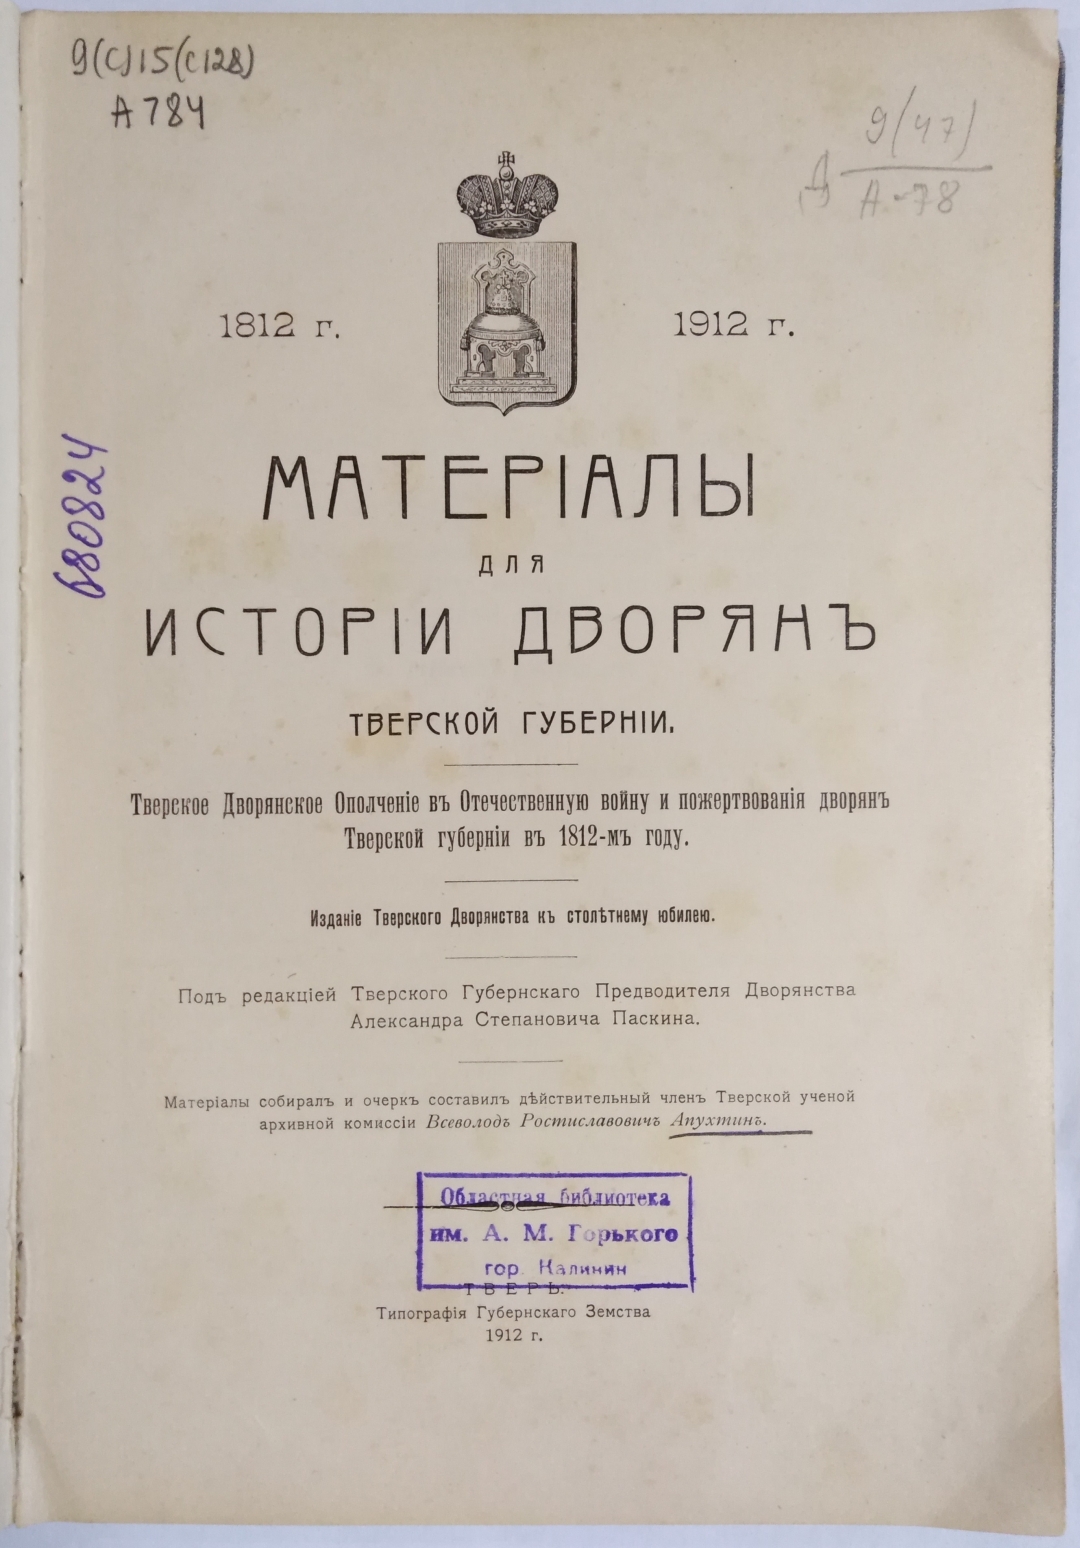 9(С)15(С128)
А784
9(47)
Д
А-78
1812 г.
1912 г.
680824
МАТЕРІАЛЫ
ДЛЯ
ИСТОРІИ ДВОРЯНЪ
ТВЕРСКОЙ ГУБЕРНІИ.
Тверское Дворянское Ополченіе въ Отечественную войну и пожертвованія дворянъ
Тверской губерніи въ 1812-мъ году.
Изданіе Тверского Дворянства къ столѣтнему юбилею.
Подъ редакціей Тверского Губернскаго Предводителя Дворянства
Александра Степановича Паскина.
Матеріалы собиралъ и очеркъ составилъ дѣйствительный членъ Тверской ученой
архивной комиссіи Всеволодъ Ростиславовичъ Апухтинъ.
Областная библиотека
им. А. М. Горького
гор. Калинин
ТВЕРЬ.
Типографія Губернскаго Земства
1912 г.